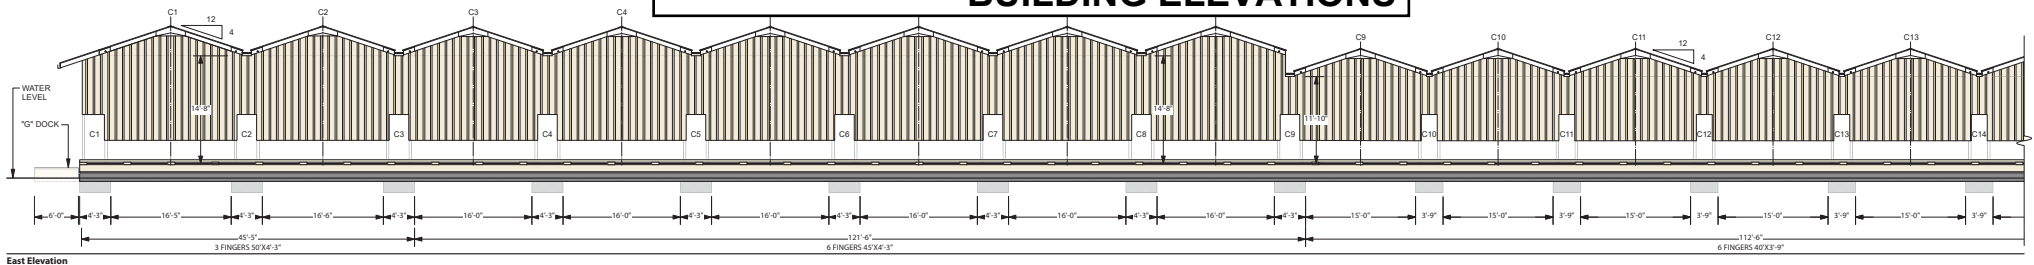 BUILDING ELEVATIONS
C1 C2 C3 C4 C9 C10 C11 C12 C13
12
4
12
4
WATER
LEVEL
"G" DOCK
14'-8"
14'-8"
11'-10"
C1 C2 C3 C4 C5 C6 C7 C8 C9 C10 C11 C12 C13 C14
6'-0" 4'-3" 16'-5" 4'-3" 16'-6" 4'-3" 16'-0" 4'-3" 16'-0" 4'-3" 16'-0" 4'-3" 16'-0" 4'-3" 16'-0" 4'-3" 16'-0" 4'-3" 15'-0" 3'-9" 15'-0" 3'-9" 15'-0" 3'-9" 15'-0" 3'-9" 15'-0" 3'-9"
45'-5" 121'-6" 112'-6"
3 FINGERS 50'X4'-3" 6 FINGERS 45'X4'-3" 6 FINGERS 40'X3'-9"
East Elevation